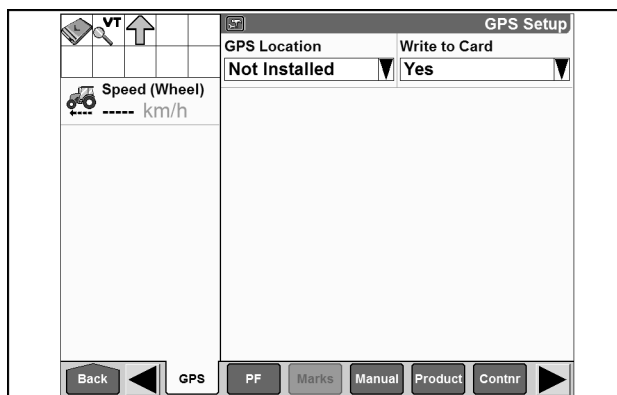 VT
GPS Setup
GPS Location
Write to Card
Not Installed
Yes
Speed (Wheel)
----- km/h
Back
GPS
PF
Marks
Manual
Product
Contnr